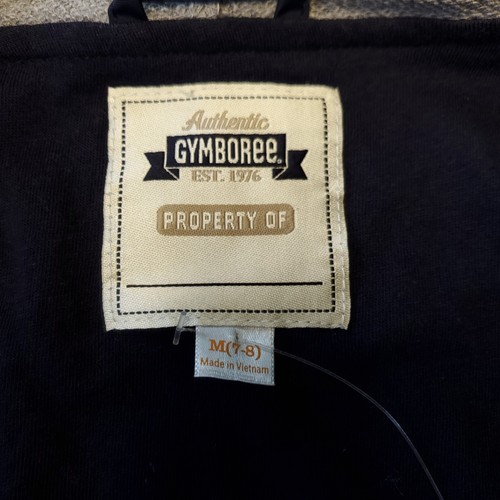 Authentic
GYMBOREE®
EST. 1976
PROPERTY OF
M(7-8)
Made in Vietnam